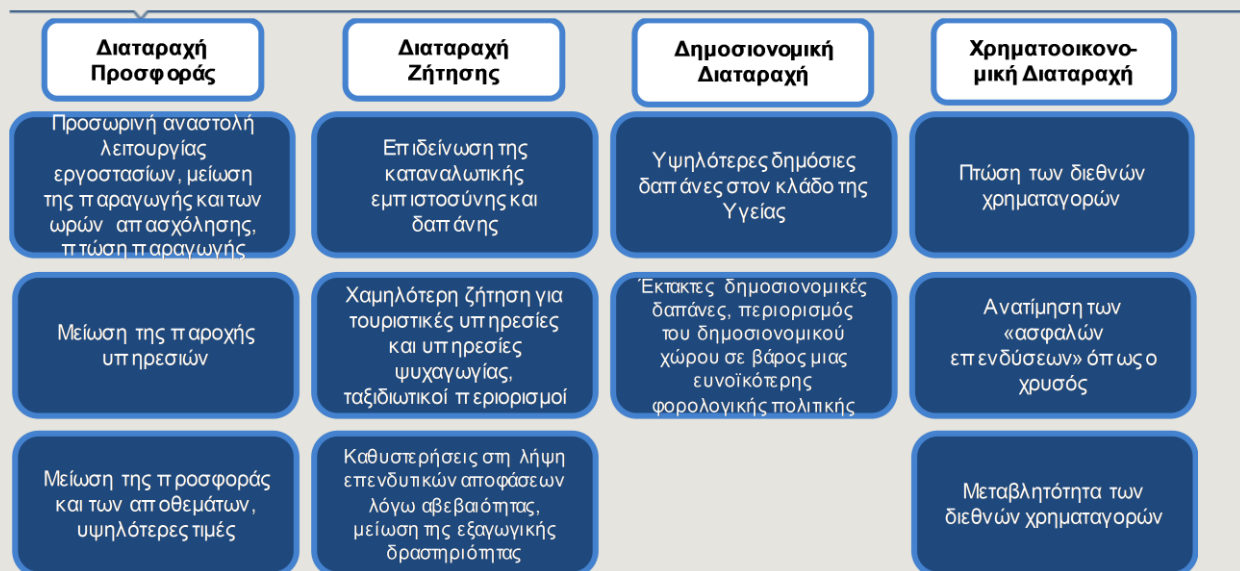 Διαταραχή
Προσφοράς
Προσωρινή αναστολή
λειτουργίας
εργοστασίων, μείωση
της παραγωγής και των
ωρών απασχόλησης,
πτώση παραγωγής
Μείωση της παροχής
υπηρεσιών
Μείωση της προσφοράς
και των αποθεμάτων,
υψηλότερες τιμές
Διαταραχή
Ζήτησης
Επιδείνωση της
καταναλωτικής
εμπιστοσύνης και
δαπάνης
Χαμηλότερη ζήτηση για
τουριστικές υπηρεσίες
και υπηρεσίες
ψυχαγωγίας,
ταξιδιωτικοί περιορισμοί
Καθυστερήσεις στη λήψη
επενδυτικών αποφάσεων
λόγω αβεβαιότητας,
μείωση της εξαγωγικής
δραστηριότητας
Δημοσιονομική
Διαταραχή
Υψηλότερες δημόσιες
δαπάνες στον κλάδο της
Υγείας
Έκτακτες δημοσιονομικές
δαπάνες, περιορισμός
του δημοσιονομικού
χώρου σε βάρος μιας
ευνοϊκότερης
φορολογικής πολιτικής
Χρηματοοικονο-
μική Διαταραχή
Πτώση των διεθνών
χρηματαγορών
Ανατίμηση των
«ασφαλών
επενδύσεων» όπως ο
χρυσός
Μεταβλητότητα των
διεθνών χρηματαγορών